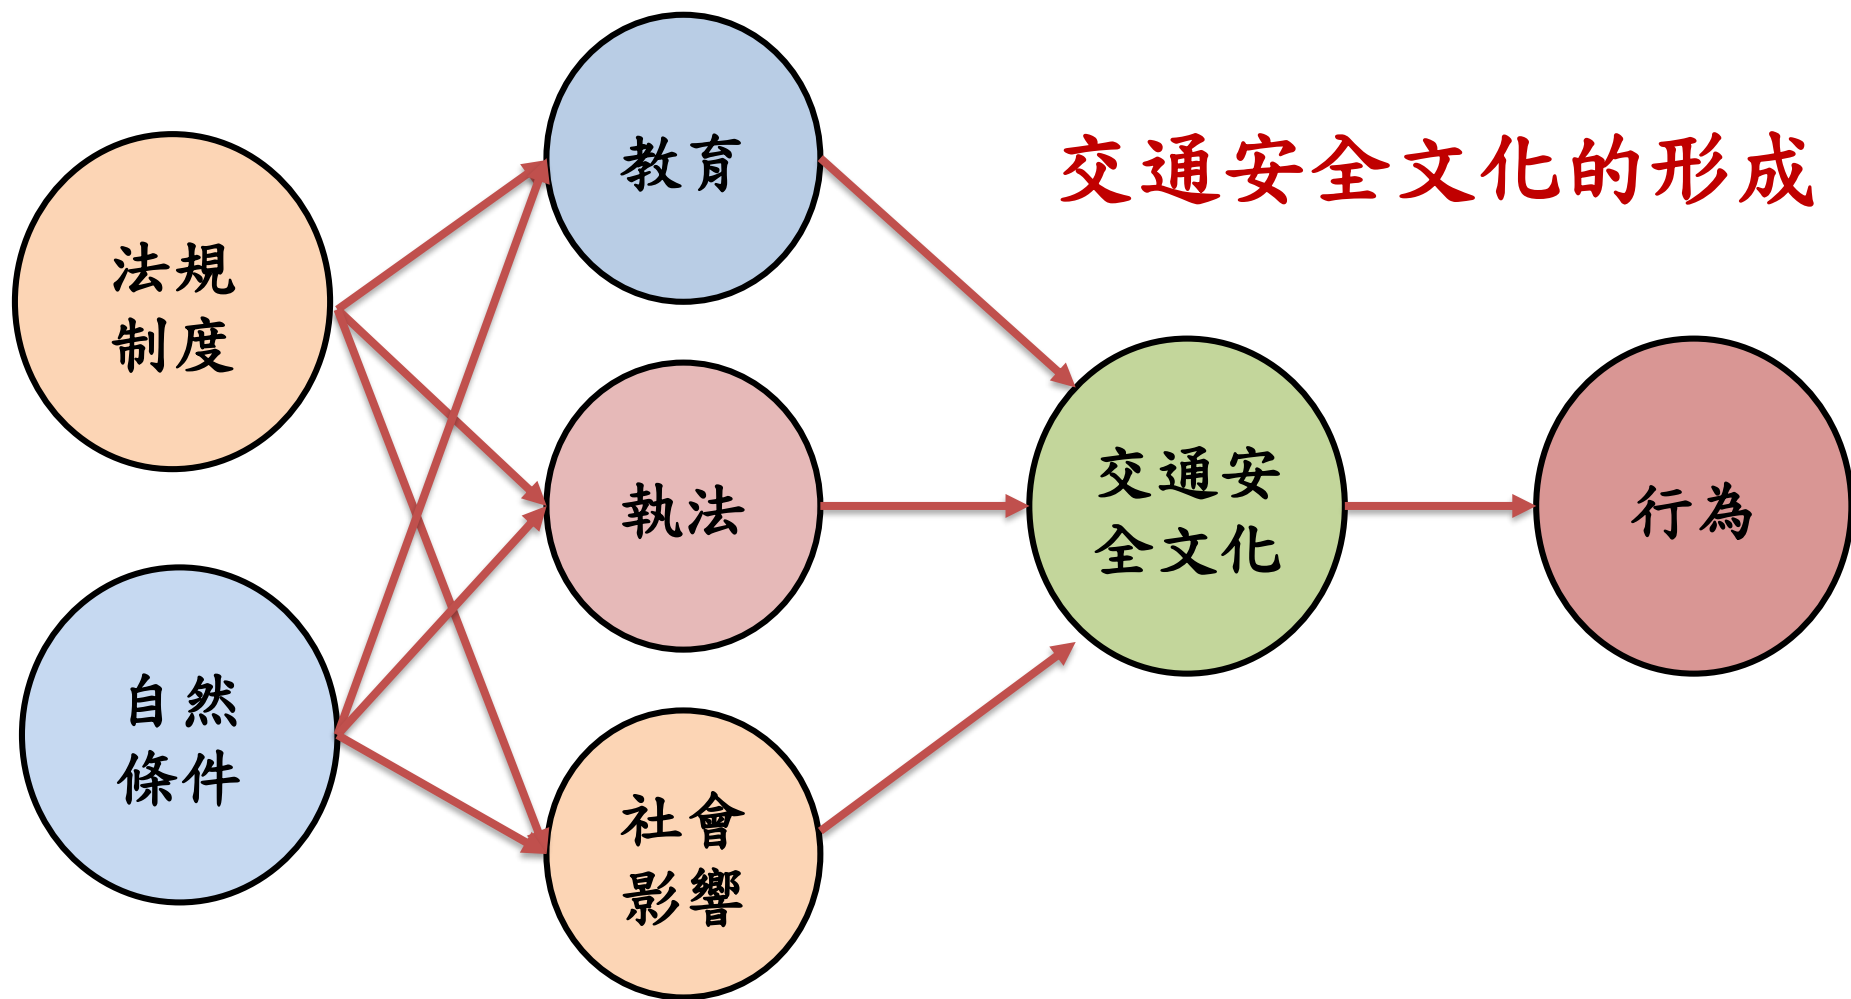 交通安全文化的形成
法規
制度
自然
條件
教育
執法
社會
影響
交通安
全文化
行為